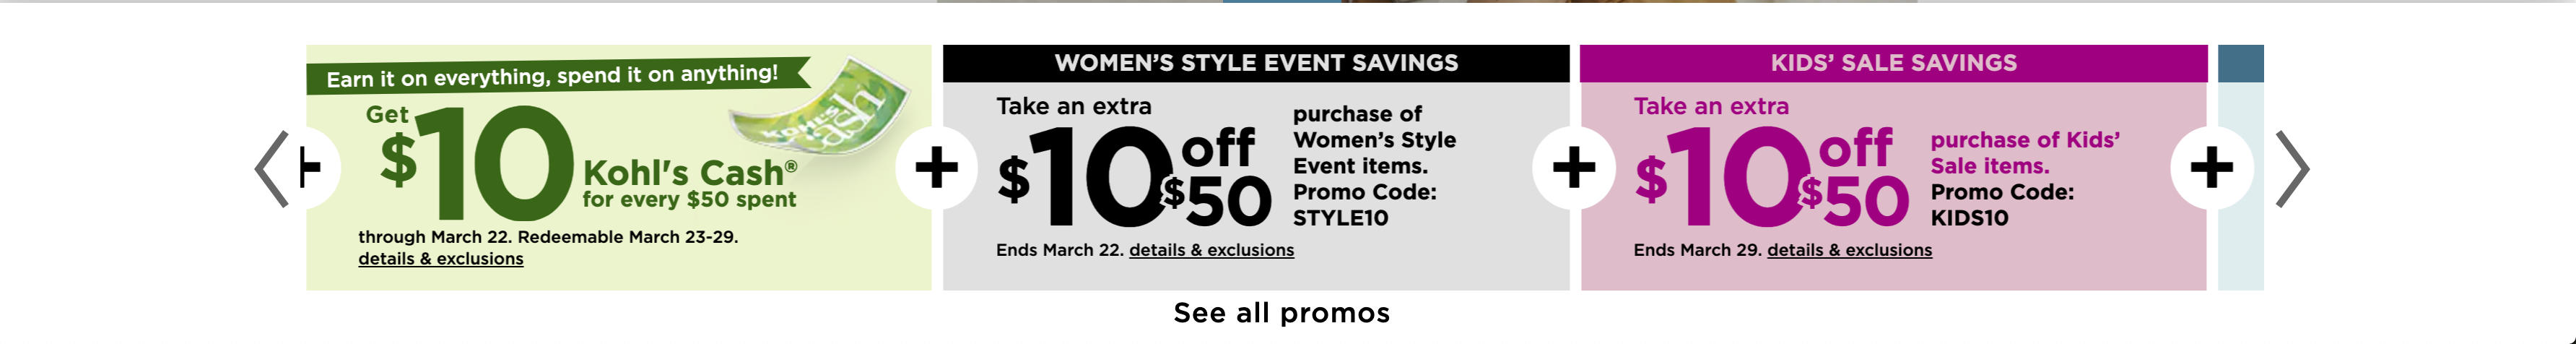 Earn it on everything, spend it on anything!
KOHL'S
cash
Get
$10
Kohl's Cash®
for every $50 spent
through March 22. Redeemable March 23-29.
details & exclusions
+
WOMEN'S STYLE EVENT SAVINGS
Take an extra
$10 off
$50
purchase of
Women's Style
Event items.
Promo Code:
STYLE10
Ends March 22. details & exclusions
+
KIDS' SALE SAVINGS
Take an extra
$10 off
$50
purchase of Kids'
Sale items.
Promo Code:
KIDS10
Ends March 29. details & exclusions
+
See all promos